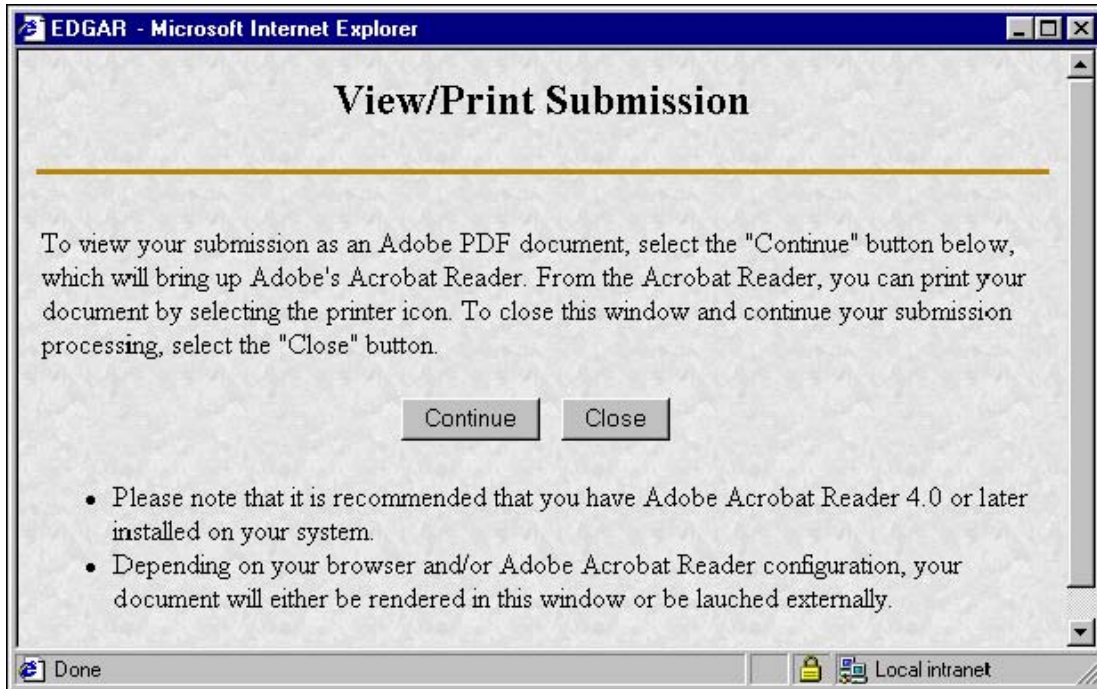 EDGAR - Microsoft Internet Explorer
View/Print Submission
To view your submission as an Adobe PDF document, select the "Continue" button below,
which will bring up Adobe's Acrobat Reader. From the Acrobat Reader, you can print your
document by selecting the printer icon. To close this window and continue your submission
processing, select the "Close" button.
Continue Close
• Please note that it is recommended that you have Adobe Acrobat Reader 4.0 or later
installed on your system.
• Depending on your browser and/or Adobe Acrobat Reader configuration, your
document will either be rendered in this window or be lauched externally.
Done Local intranet